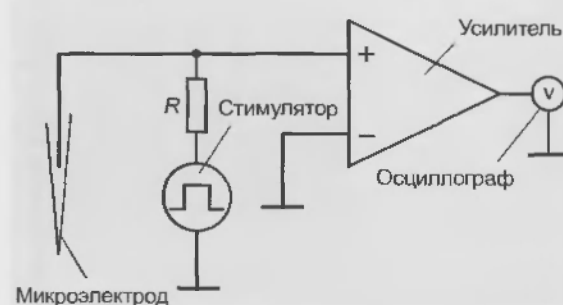 Усилитель
+
R
Стимулятор
V
−
Осциллограф
Микроэлектрод